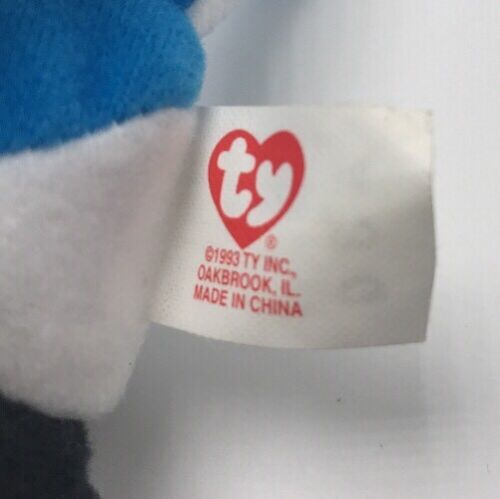 ty
®
©1993 TY INC.,
OAKBROOK, IL.
MADE IN CHINA